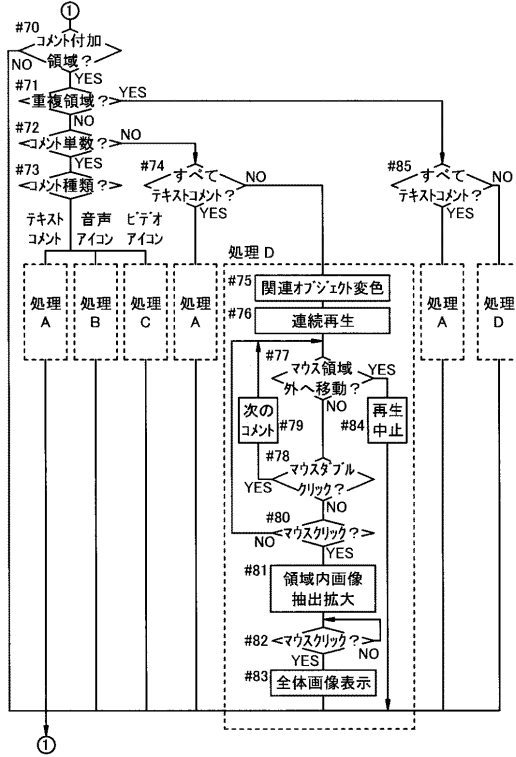 ①
#70
コメント付加
領域？
NO
YES
#71
重複領域？
YES
NO
#72
コメント単数？
NO
YES
#73
コメント種類？
#74
すべて
テキストコメント？
NO
YES
#85
すべて
テキストコメント？
NO
YES
テキスト
コメント
音声
アイコン
ビデオ
アイコン
処理D
処理
A
処理
B
処理
C
処理
A
処理
A
処理
D
#75
関連オブジェクト変色
#76
連続再生
#77
マウス領域
外へ移動？
YES
NO
次の
コメント
#79
#84
再生
中止
#78
マウスダブル
クリック？
YES
NO
#80
マウスクリック？
NO
YES
#81
領域内画像
抽出拡大
#82
マウスクリック？
NO
YES
#83
全体画像表示
①